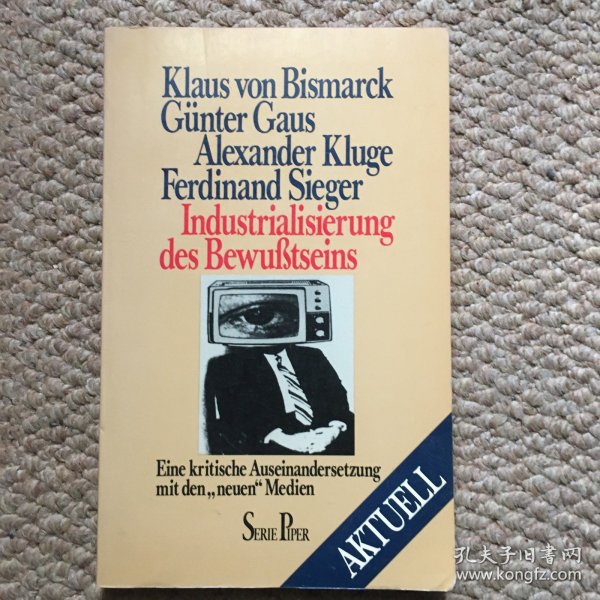 Klaus von Bismarck
Günter Gaus
Alexander Kluge
Ferdinand Sieger
Industrialisierung
des Bewußtseins
Eine kritische Auseinandersetzung
mit den „neuen“ Medien
SERIE PIPER
AKTUELL
孔夫子旧书网
www.kongfz.com